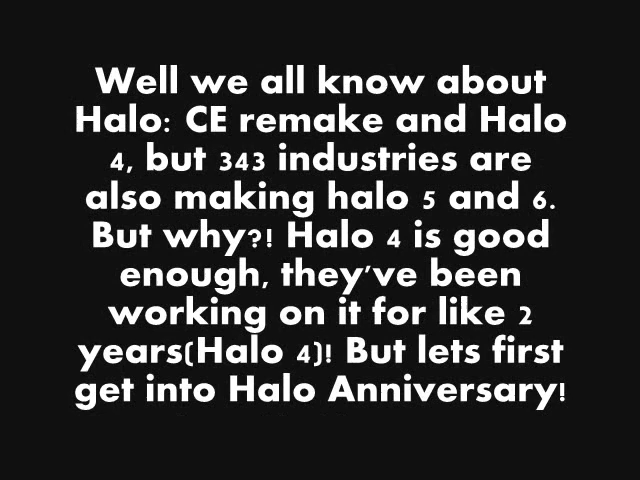 Well we all know about
Halo: CE remake and Halo
4, but 343 industries are
also making halo 5 and 6.
But why?! Halo 4 is good
enough, they've been
working on it for like 2
years(Halo 4)! But lets first
get into Halo Anniversary!